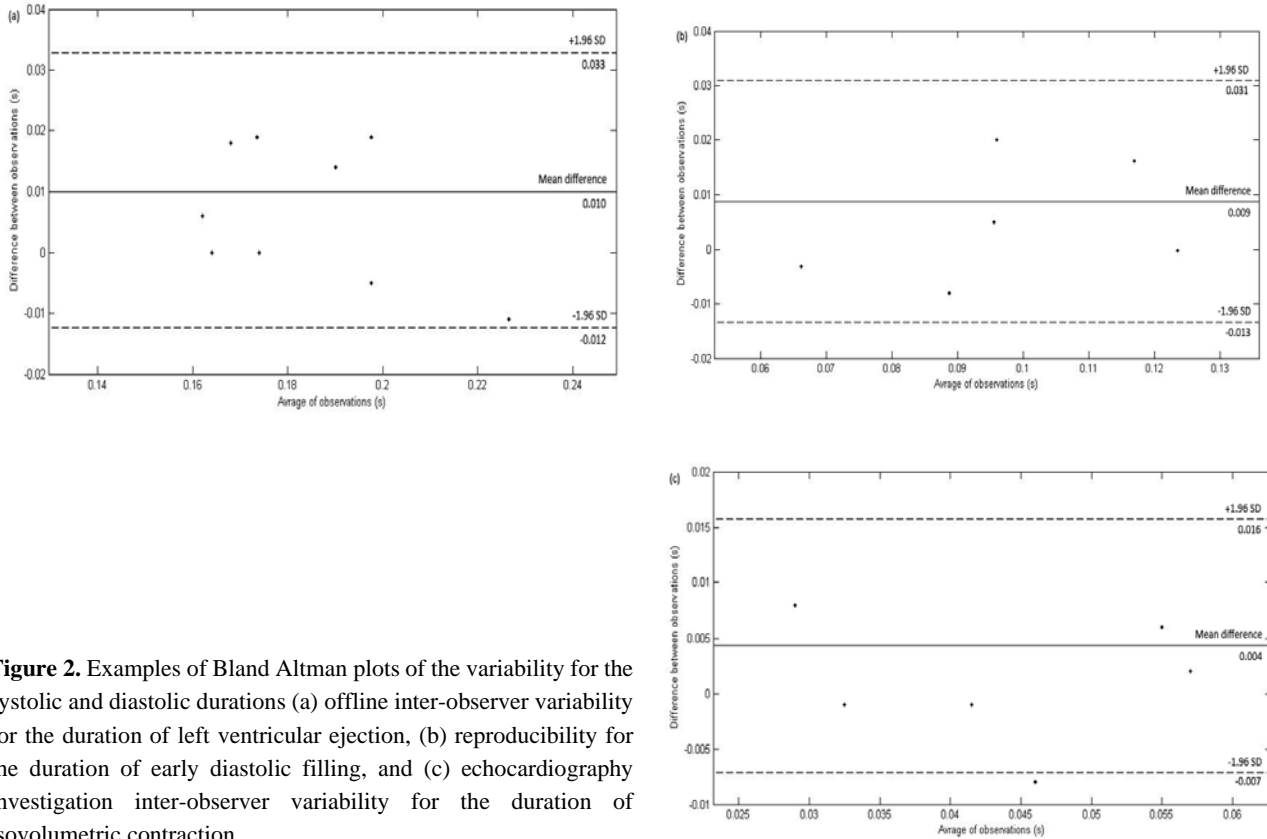 (a)
0.04
0.03
0.02
0.01
0
-0.01
-0.02
Difference between observations (s)
+1.96 SD
0.033
Mean difference
0.010
-1.96 SD
-0.012
0.14 0.16 0.18 0.2 0.22 0.24
Avrage of observations (s)
(b)
0.04
0.03
0.02
0.01
0
-0.01
-0.02
Difference between observations (s)
+1.96 SD
0.031
Mean difference
0.009
-1.96 SD
-0.013
0.06 0.07 0.08 0.09 0.1 0.11 0.12 0.13
Avrage of observations (s)
(c)
0.02
0.015
0.01
0.005
0
-0.005
-0.01
Difference between observations (s)
+1.96 SD
0.016
Mean difference
0.004
-1.96 SD
-0.007
0.025 0.03 0.035 0.04 0.045 0.05 0.055 0.06
Avrage of observations (s)
igure 2. Examples of Bland Altman plots of the variability for the
ystolic and diastolic durations (a) offline inter-observer variability
or the duration of left ventricular ejection, (b) reproducibility for
he duration of early diastolic filling, and (c) echocardiography
nvestigation inter-observer variability for the duration of
sovolumetric contraction